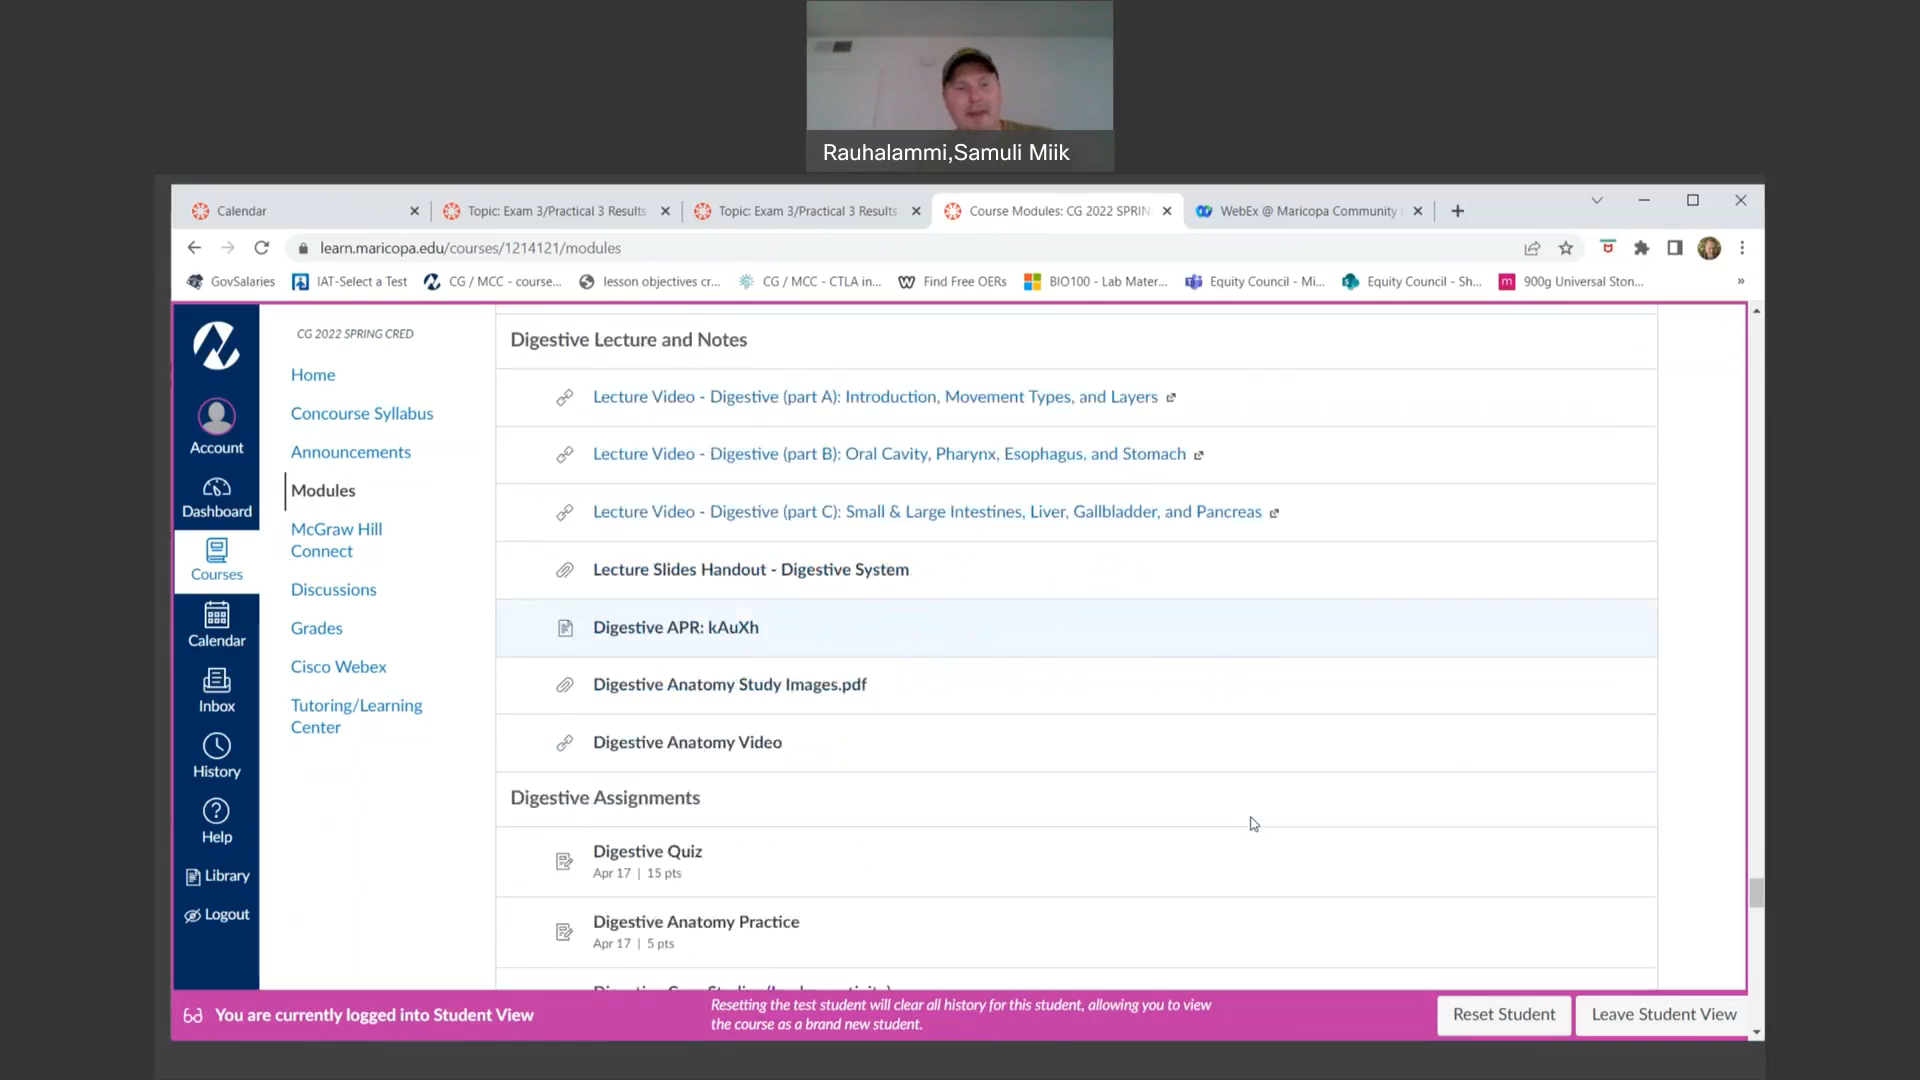 Rauhalammi,Samuli Miik
Calendar
Topic: Exam 3/Practical 3 Results
Topic: Exam 3/Practical 3 Results
Course Modules: CG 2022 SPRIN
WebEx @ Maricopa Community
learn.maricopa.edu/courses/1214121/modules
GovSalaries
IAT-Select a Test
CG / MCC - course...
lesson objectives cr...
CG / MCC - CTLA in...
Find Free OERs
BIO100 - Lab Mater...
Equity Council - Mi...
Equity Council - Sh...
900g Universal Ston...
Account
Dashboard
Courses
Calendar
Inbox
History
Help
Library
Logout
CG 2022 SPRING CRED
Home
Concourse Syllabus
Announcements
Modules
McGraw Hill
Connect
Discussions
Grades
Cisco Webex
Tutoring/Learning
Center
Digestive Lecture and Notes
Lecture Video - Digestive (part A): Introduction, Movement Types, and Layers
Lecture Video - Digestive (part B): Oral Cavity, Pharynx, Esophagus, and Stomach
Lecture Video - Digestive (part C): Small & Large Intestines, Liver, Gallbladder, and Pancreas
Lecture Slides Handout - Digestive System
Digestive APR: kAuXh
Digestive Anatomy Study Images.pdf
Digestive Anatomy Video
Digestive Assignments
Digestive Quiz
Apr 17 | 15 pts
Digestive Anatomy Practice
Apr 17 | 5 pts
You are currently logged into Student View
Resetting the test student will clear all history for this student, allowing you to view
the course as a brand new student.
Reset Student
Leave Student View